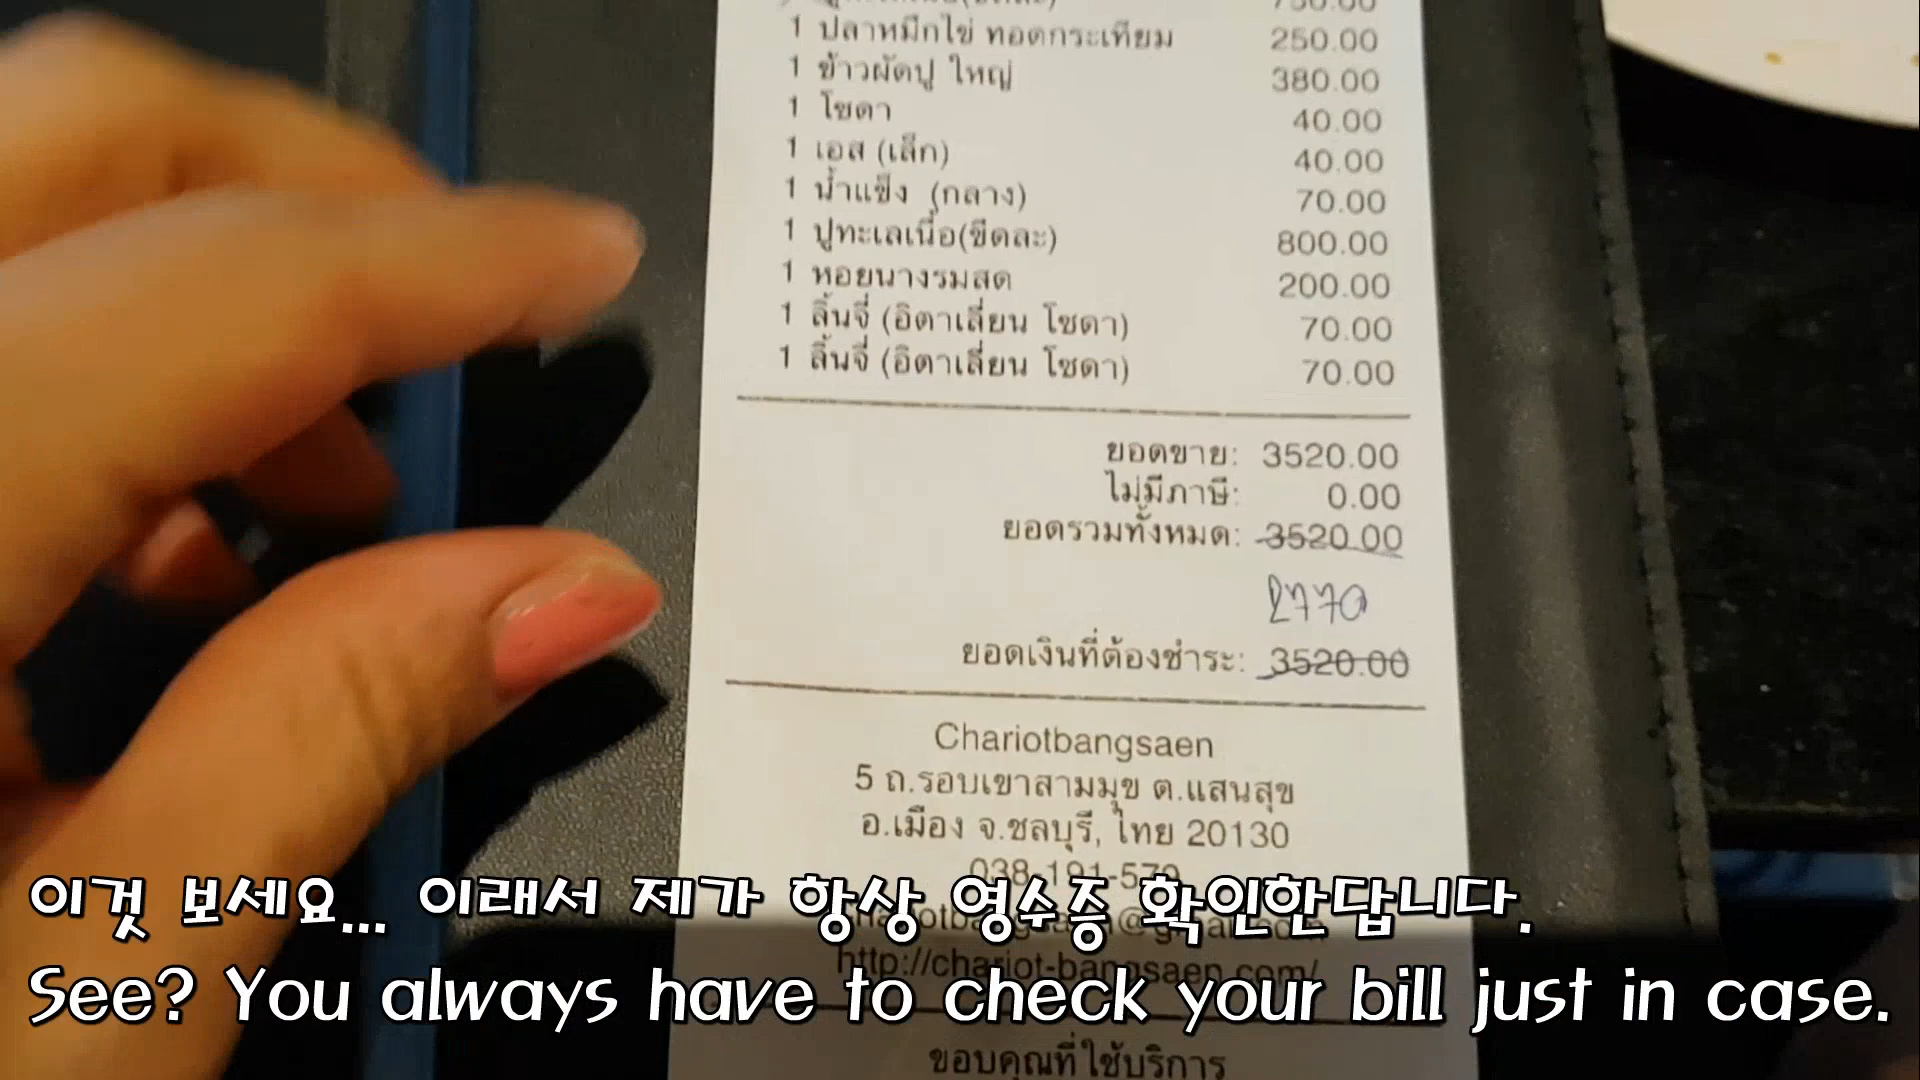 750.00
1 ปลาหมึกไข่ ทอดกระเทียม 250.00
1 ข้าวผัดปู ใหญ่ 380.00
1 โซดา 40.00
1 เอส (เล็ก) 40.00
1 น้ำแข็ง (กลาง) 70.00
1 ปูทะเลเนื้อ(ขีดละ) 800.00
1 หอยนางรมสด 200.00
1 ลิ้นจี่ (อิตาเลี่ยน โซดา) 70.00
1 ลิ้นจี่ (อิตาเลี่ยน โซดา) 70.00
ยอดขาย: 3520.00
ไม่มีภาษี: 0.00
ยอดรวมทั้งหมด: 3520.00
2770
ยอดเงินที่ต้องชำระ: 3520.00
Chariotbangsaen
5 ถ.รอบเขาสามมุข ต.แสนสุข
อ.เมือง จ.ชลบุรี, ไทย 20130
038-191-579
http://chariot-bangsaen.com/
ขอบคุณที่ใช้บริการ
이것 보세요... 이래서 제가 항상 영수증 확인한답니다.
See? You always have to check your bill just in case.